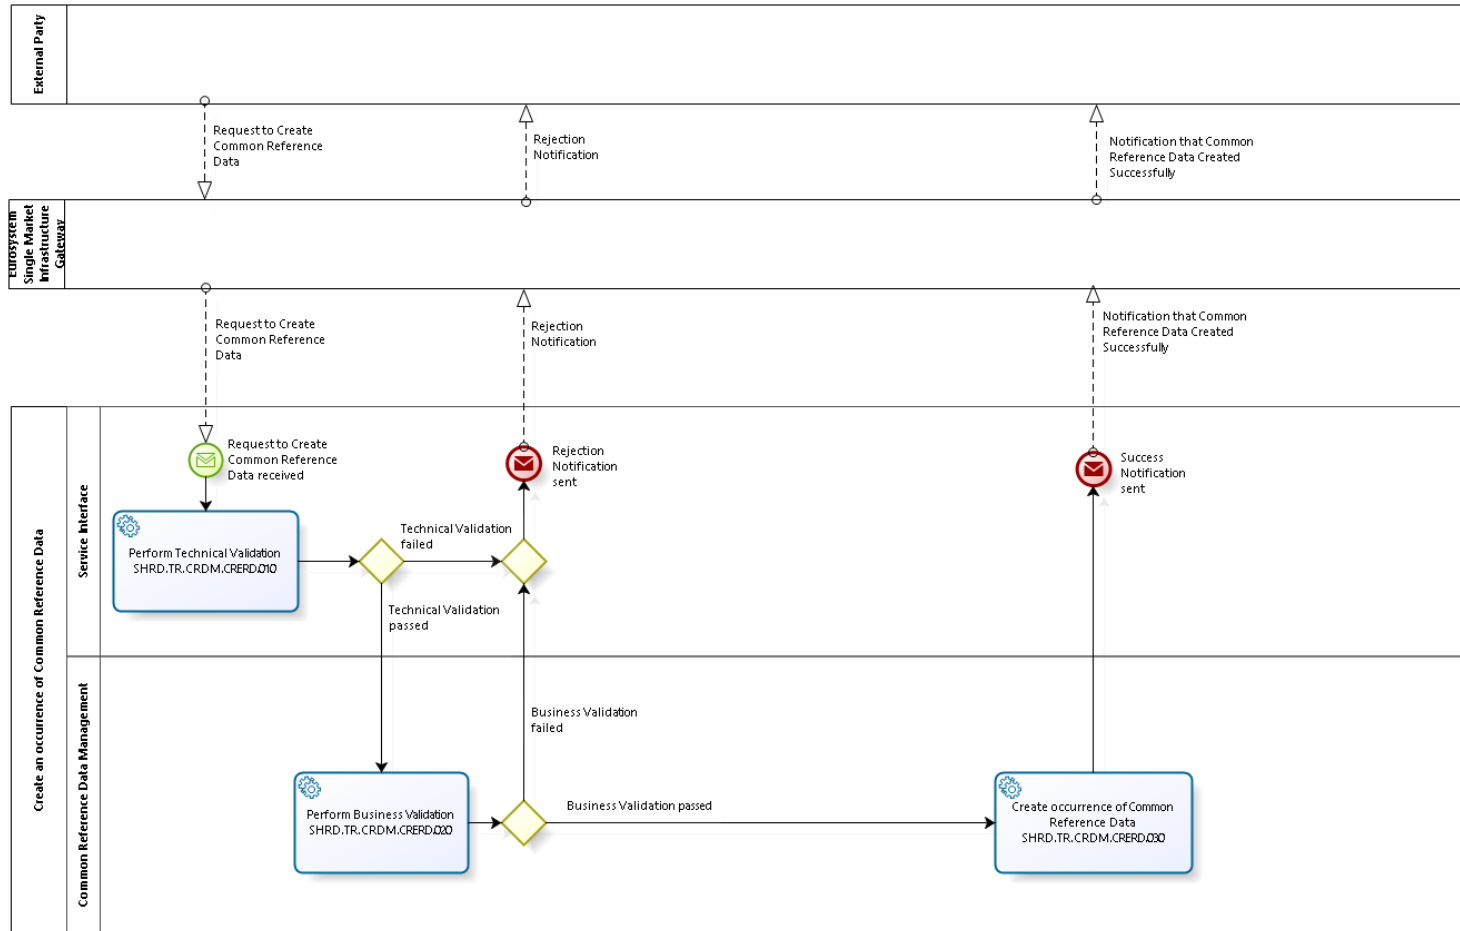 External Party
Request to Create
Common Reference
Data
Rejection
Notification
Notification that Common
Reference Data Created
Successfully
Eurosystem
Single Market
Infrastructure
Gateway
Request to Create
Common Reference
Data
Rejection
Notification
Notification that Common
Reference Data Created
Successfully
Create an occurrence of Common Reference Data
Service Interface
Request to Create
Common Reference
Data received
Rejection
Notification
sent
Success
Notification
sent
Perform Technical Validation
SHRD.TR.CRDM.CRERD.010
Technical Validation
failed
Technical Validation
passed
Common Reference Data Management
Business Validation
failed
Perform Business Validation
SHRD.TR.CRDM.CRERD.020
Business Validation passed
Create occurrence of Common
Reference Data
SHRD.TR.CRDM.CRERD.030